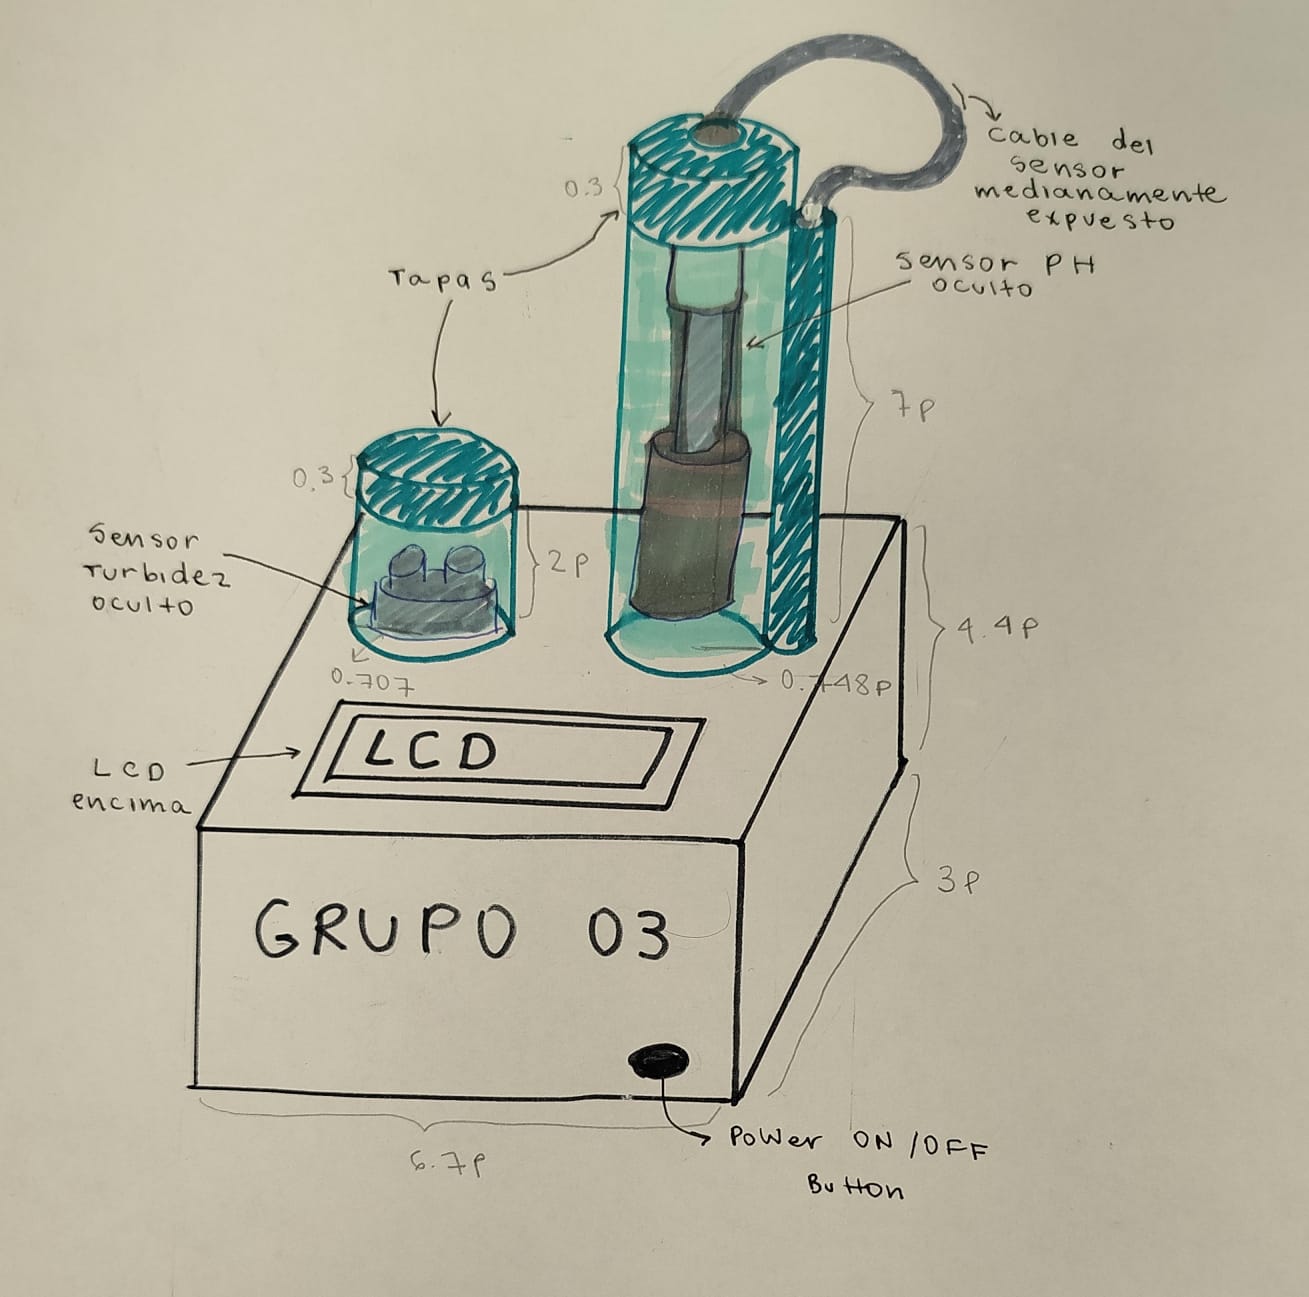 cable del
sensor
medianamente
expuesto
0.3
sensor PH
oculto
Tapas
7P
0.3
Sensor
Turbidez
oculto
2P
4.4P
0.707
0.748P
LCD
LCD
encima
3P
GRUPO 03
Power ON/OFF
Button
6.7P